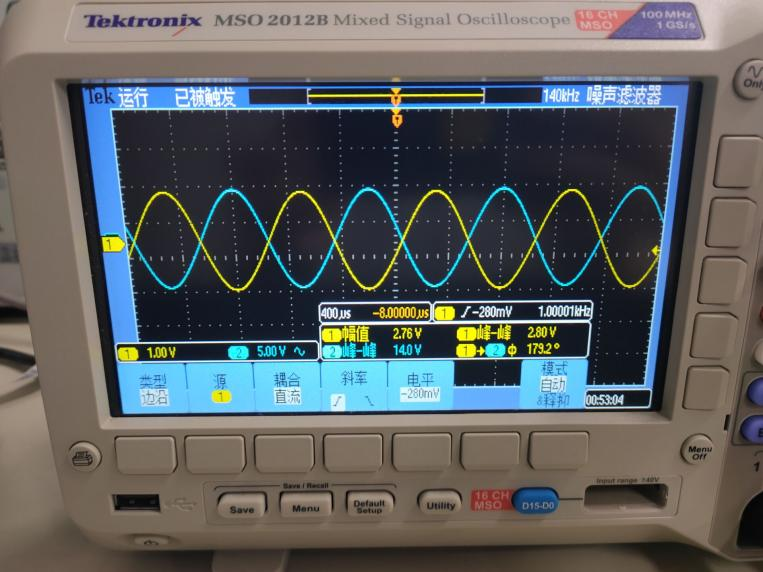 Tektronix MSO 2012B Mixed Signal Oscilloscope 16 CH MSO 100 MHz 1 GS/s
Tek 运行 已被触发 140kHz 噪声滤波器
Only
T
T
1
400μs -8.00000μs 1 -280mV 1.00001kHz
1 幅值 2.76 V 1 峰-峰 2.80 V
2 峰-峰 14.0 V 1→2 ϕ 179.2°
1 1.00 V 2 5.00 V
类型 源 耦合 斜率 电平 模式
边沿 1 直流 -280mV 自动
&释抑 00:53:04
Menu Off
Save / Recall
Save Menu Default Setup Utility 16 CH MSO D15-D0
Input range ±40V
1